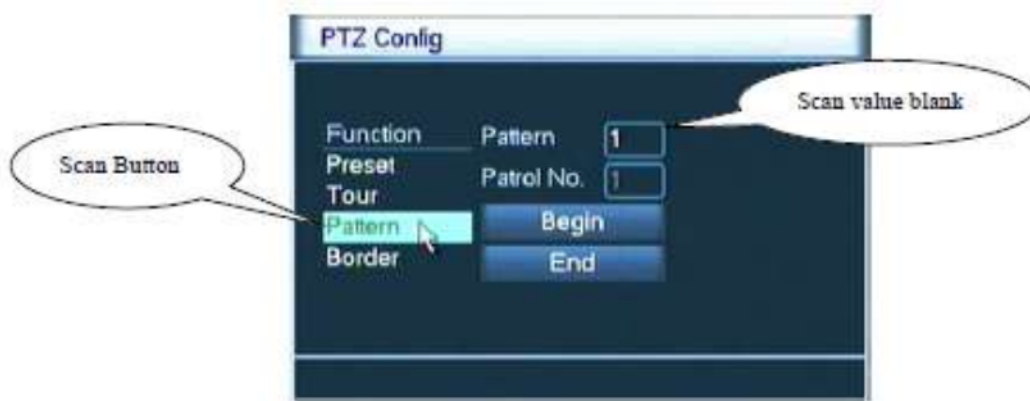 PTZ Config
Scan value blank
Function
Pattern
1
Scan Button
Preset
Patrol No.
1
Tour
Pattern
Begin
Border
End